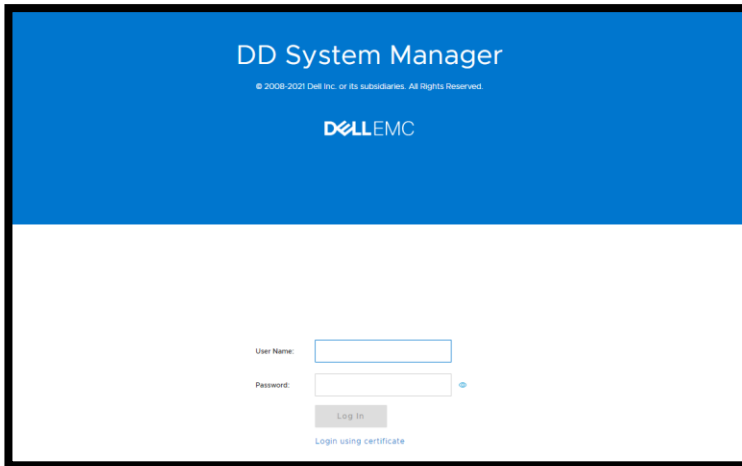 DD System Manager
© 2008-2021 Dell Inc. or its subsidiaries. All Rights Reserved.
DELLEMC
User Name:
Password:
Log In
Login using certificate